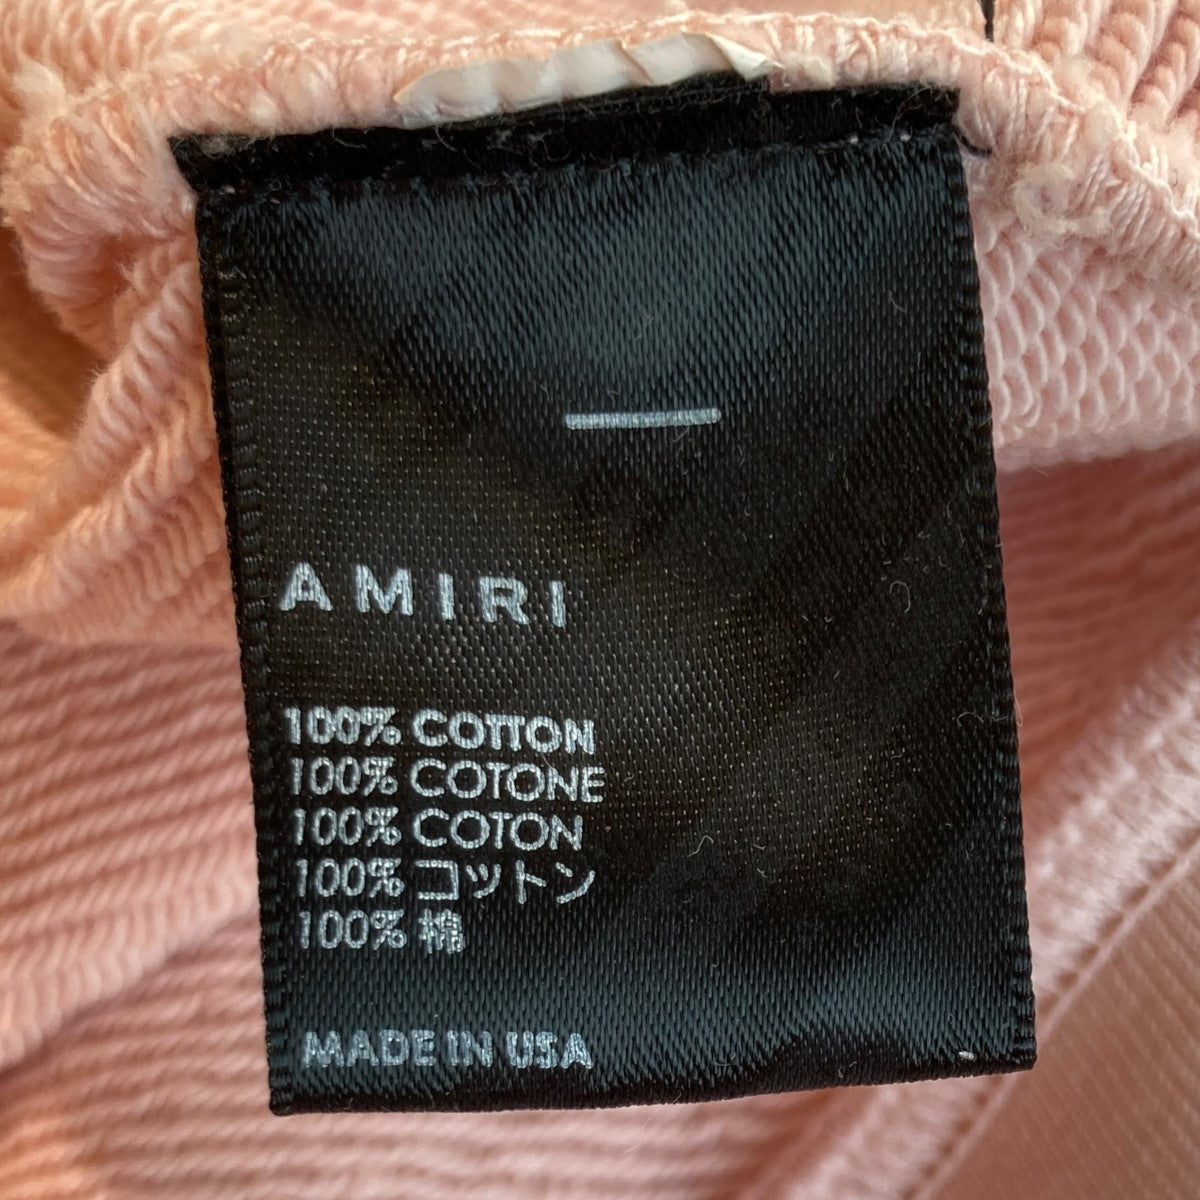 AMIRI
100% COTTON
100% COTONE
100% COTON
100% コットン
100% 棉
MADE IN USA